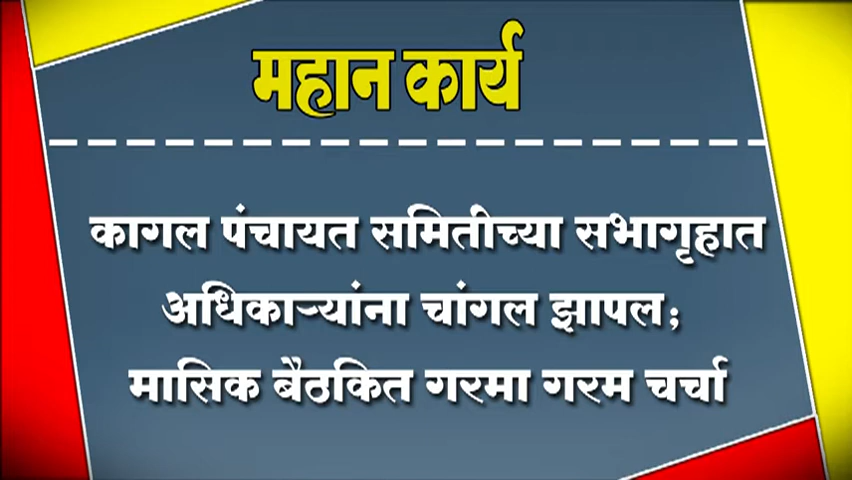 महान कार्य
कागल पंचायत समितीच्या सभागृहात
अधिकाऱ्यांना चांगल झापल;
मासिक बैठकित गरमा गरम चर्चा